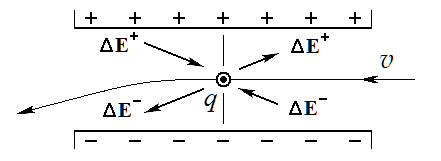 + + + + + + +
ΔE⁺ ΔE⁺
v
q
ΔE⁻ ΔE⁻
− − − − − − −